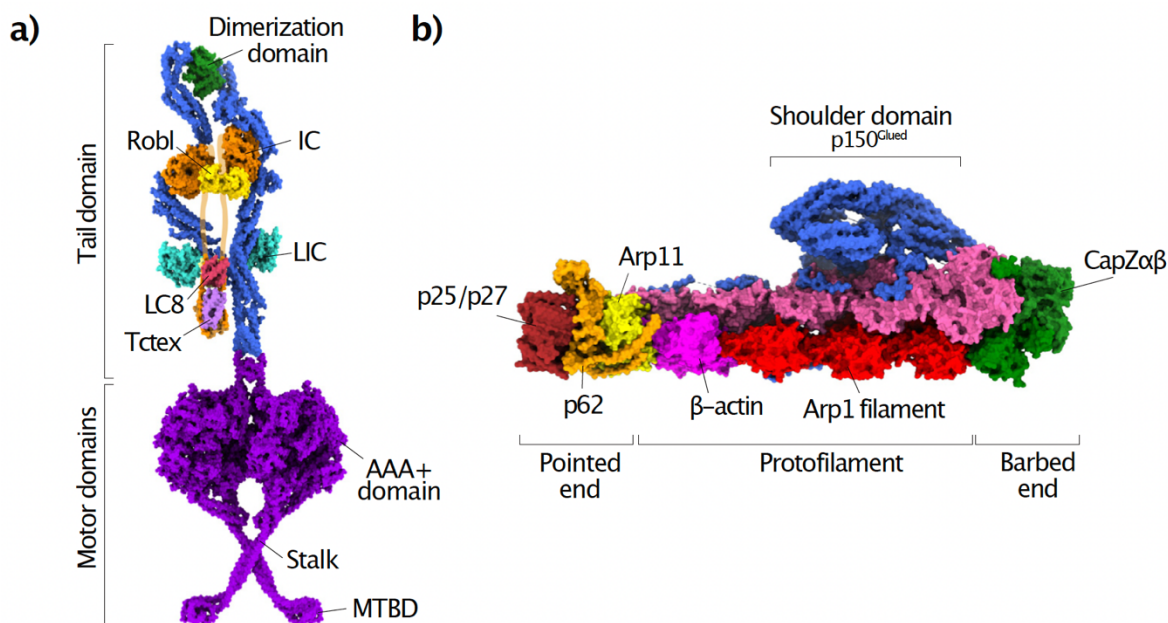 a)
Dimerization
domain
Robl
IC
Tail domain
LIC
LC8
Tctex
Motor domains
AAA+
domain
Stalk
MTBD
b)
Shoulder domain
p150Glued
Arp11
CapZαβ
p25/p27
p62
β–actin
Arp1 filament
Pointed
end
Protofilament
Barbed
end